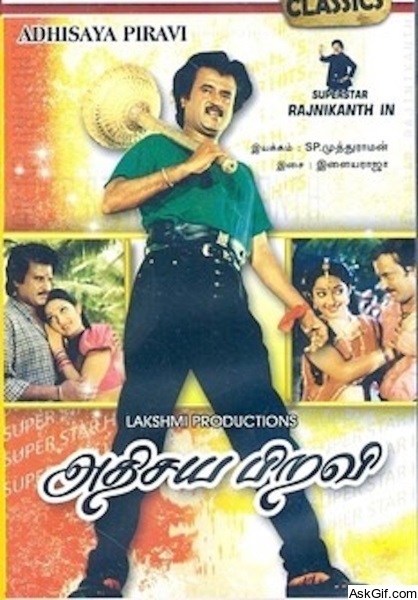 CLASSICS
ADHISAYA PIRAVI
SUPERSTAR
RAJNIKANTH IN
இயக்கம் : SP.முத்துராமன்
இசை : இளையராஜா
LAKSHMI PRODUCTIONS
அதிசய பிறவி
AskGif.com